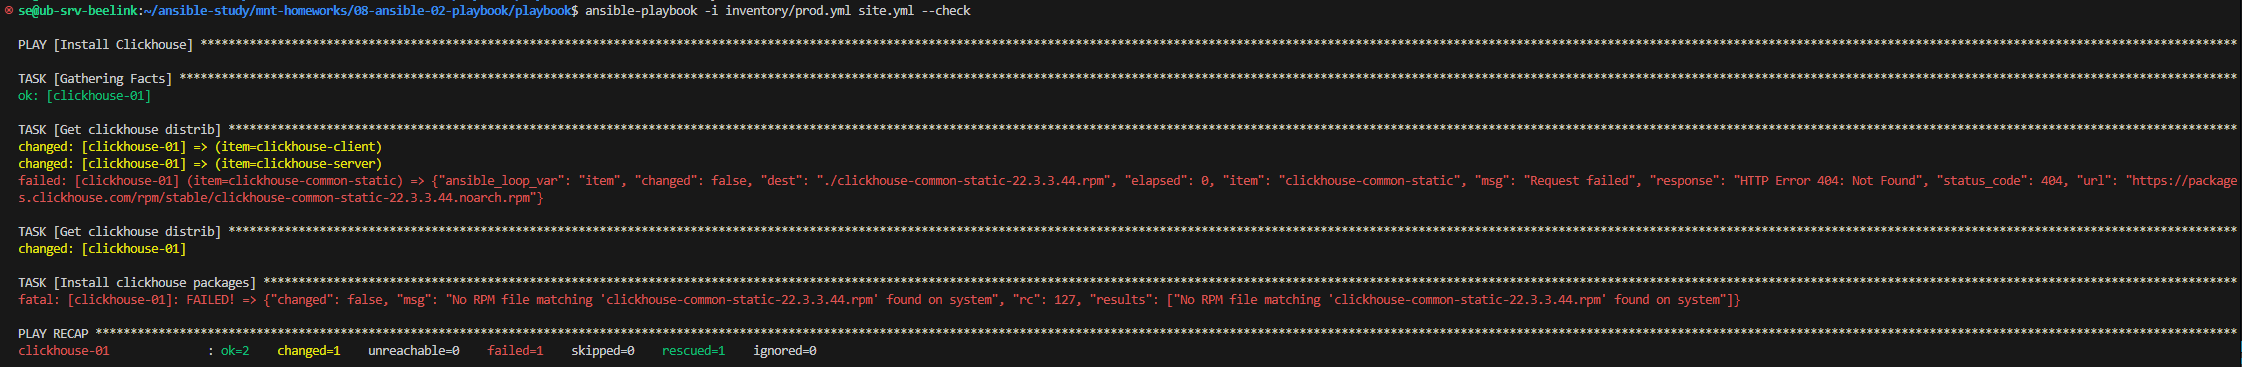 se@ub-srv-beelink:~/ansible-study/mnt-homeworks/08-ansible-02-playbook/playbook$ ansible-playbook -i inventory/prod.yml site.yml --check
PLAY [Install Clickhouse] ****************************************************************************************************
TASK [Gathering Facts] ****************************************************************************************************
ok: [clickhouse-01]
TASK [Get clickhouse distrib] ****************************************************************************************************
changed: [clickhouse-01] => (item=clickhouse-client)
changed: [clickhouse-01] => (item=clickhouse-server)
failed: [clickhouse-01] (item=clickhouse-common-static) => {"ansible_loop_var": "item", "changed": false, "dest": "./clickhouse-common-static-22.3.3.44.rpm", "elapsed": 0, "item": "clickhouse-common-static", "msg": "Request failed", "response": "HTTP Error 404: Not Found", "status_code": 404, "url": "https://package
s.clickhouse.com/rpm/stable/clickhouse-common-static-22.3.3.44.noarch.rpm"}
TASK [Get clickhouse distrib] ****************************************************************************************************
changed: [clickhouse-01]
TASK [Install clickhouse packages] ****************************************************************************************************
fatal: [clickhouse-01]: FAILED! => {"changed": false, "msg": "No RPM file matching 'clickhouse-common-static-22.3.3.44.rpm' found on system", "rc": 127, "results": ["No RPM file matching 'clickhouse-common-static-22.3.3.44.rpm' found on system"]}
PLAY RECAP ****************************************************************************************************
clickhouse-01 : ok=2 changed=1 unreachable=0 failed=1 skipped=0 rescued=1 ignored=0